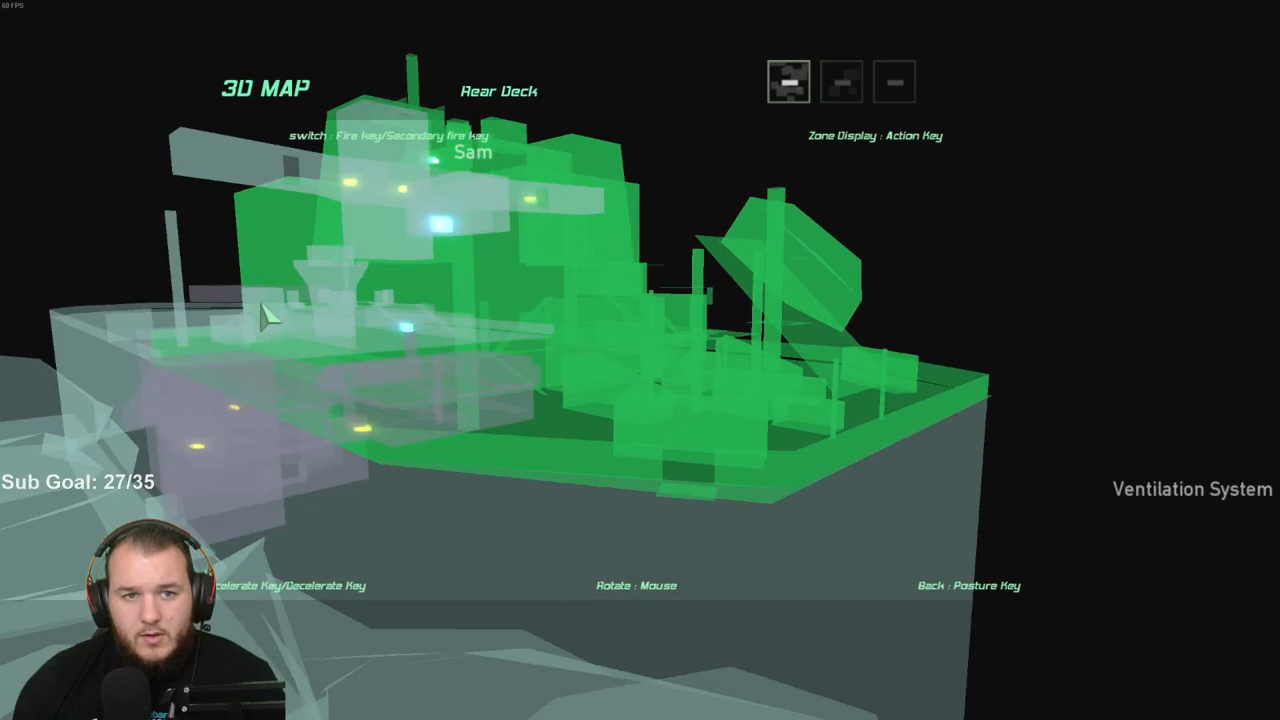 60 FPS
3D MAP
Rear Deck
switch : Fire key/Secondary fire key
Zone Display : Action Key
Sam
Sub Goal: 27/35
Ventilation System
celerate Key/Decelerate Key
Rotate : Mouse
Back : Posture Key